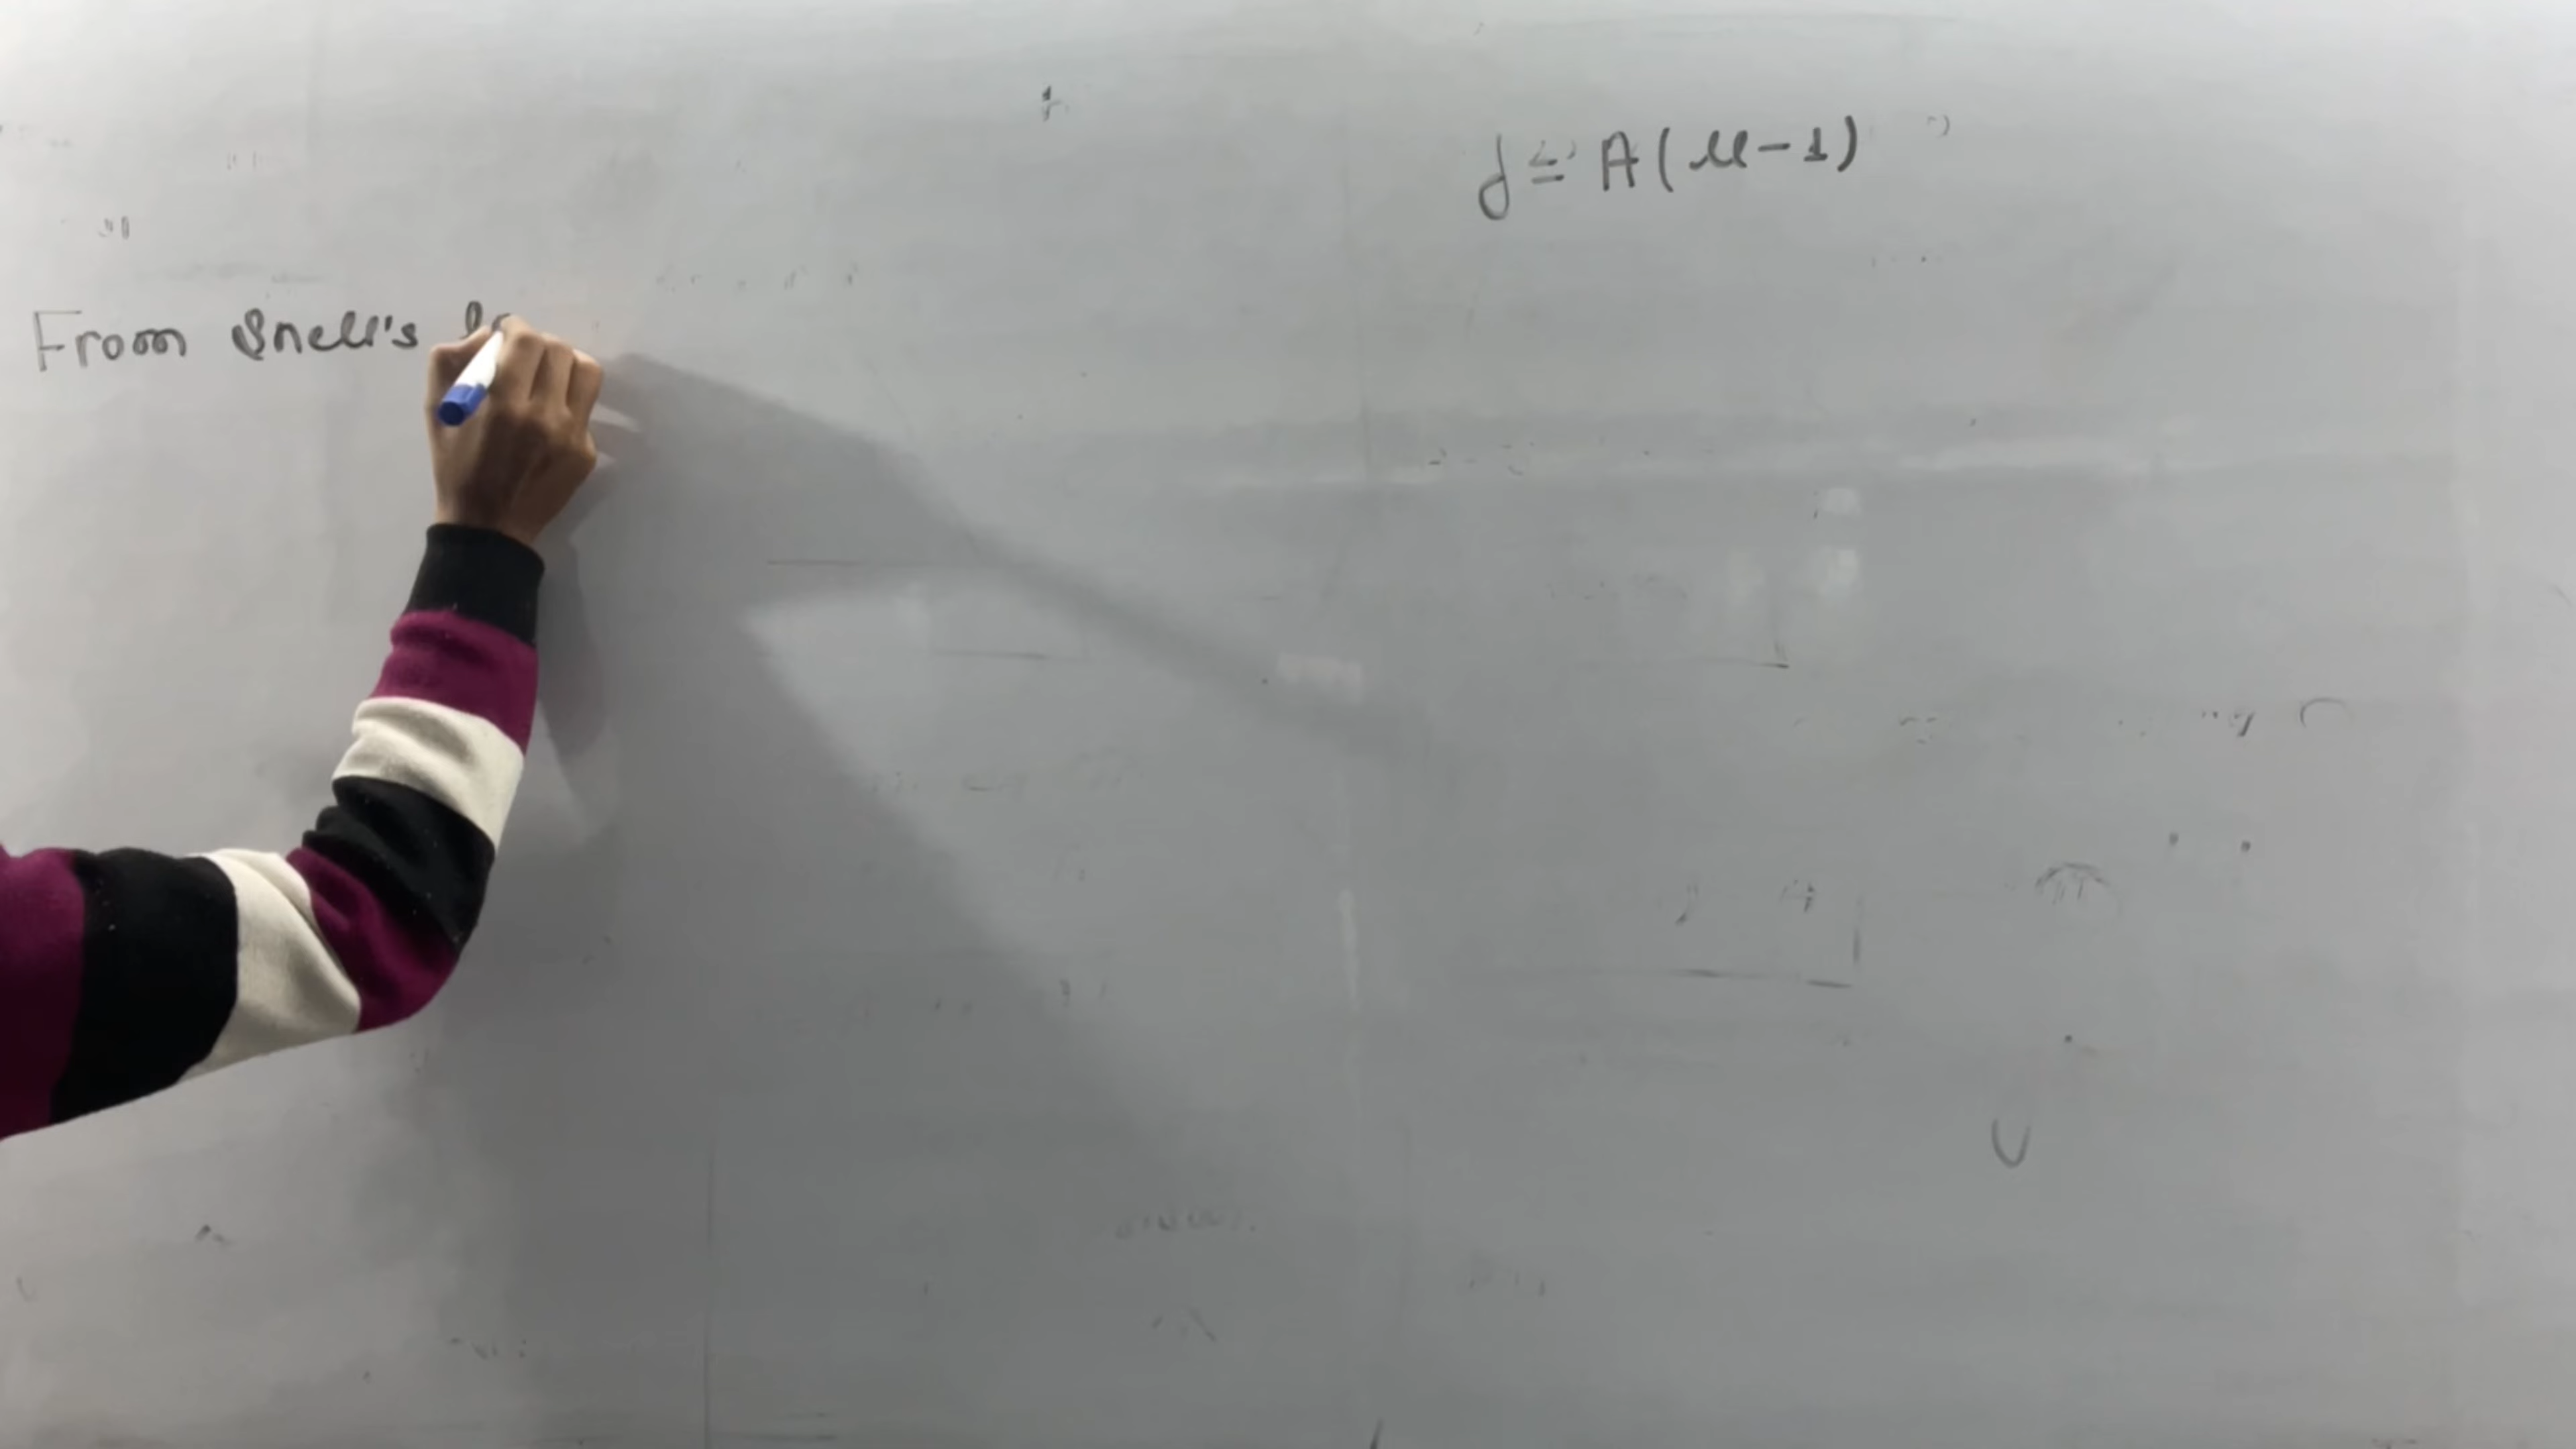 δ = A(μ-1)
From Snell's